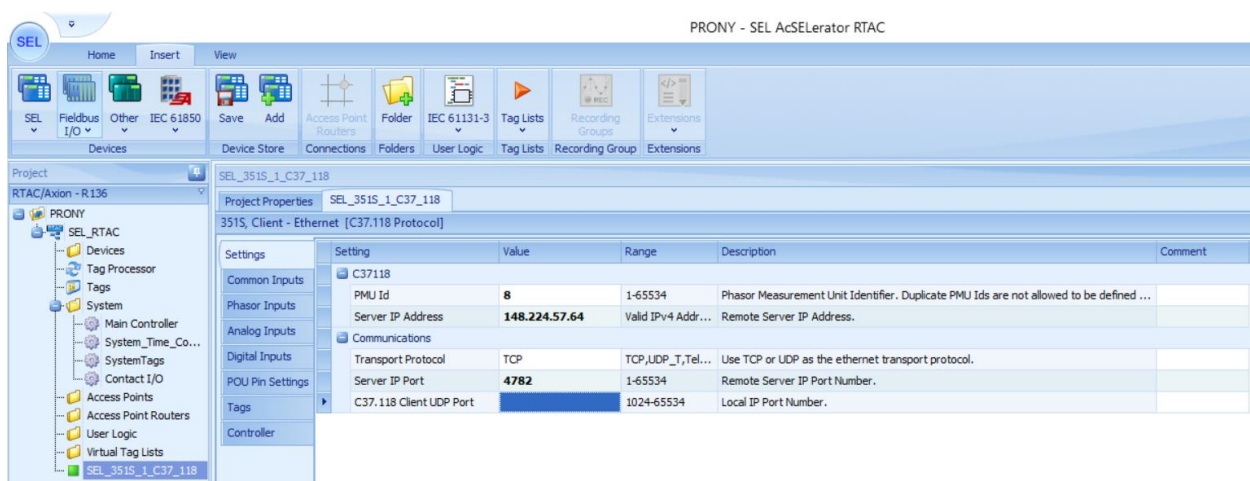 PRONY - SEL AcSELerator RTAC
SEL
Home Insert View
SEL Fieldbus I/O Other IEC 61850 Save Add Access Point Routers Folder IEC 61131-3 Tag Lists Recording Groups Extensions
REC
Devices Device Store Connections Folders User Logic Tag Lists Recording Group Extensions
Project
RTAC/Axion - R136
PRONY
SEL_RTAC
Devices
Tag Processor
Tags
System
Main Controller
System_Time_Co...
SystemTags
Contact I/O
Access Points
Access Point Routers
User Logic
Virtual Tag Lists
SEL_351S_1_C37_118
SEL_351S_1_C37_118
Project Properties SEL_351S_1_C37_118
351S, Client - Ethernet [C37.118 Protocol]
Settings
Common Inputs
Phasor Inputs
Analog Inputs
Digital Inputs
POU Pin Settings
Tags
Controller
Setting Value Range Description Comment
C37118
PMU Id 8 1-65534 Phasor Measurement Unit Identifier. Duplicate PMU Ids are not allowed to be defined ...
Server IP Address 148.224.57.64 Valid IPv4 Addr... Remote Server IP Address.
Communications
Transport Protocol TCP TCP,UDP_T,Tel... Use TCP or UDP as the ethernet transport protocol.
Server IP Port 4782 1-65534 Remote Server IP Port Number.
C37.118 Client UDP Port 1024-65534 Local IP Port Number.